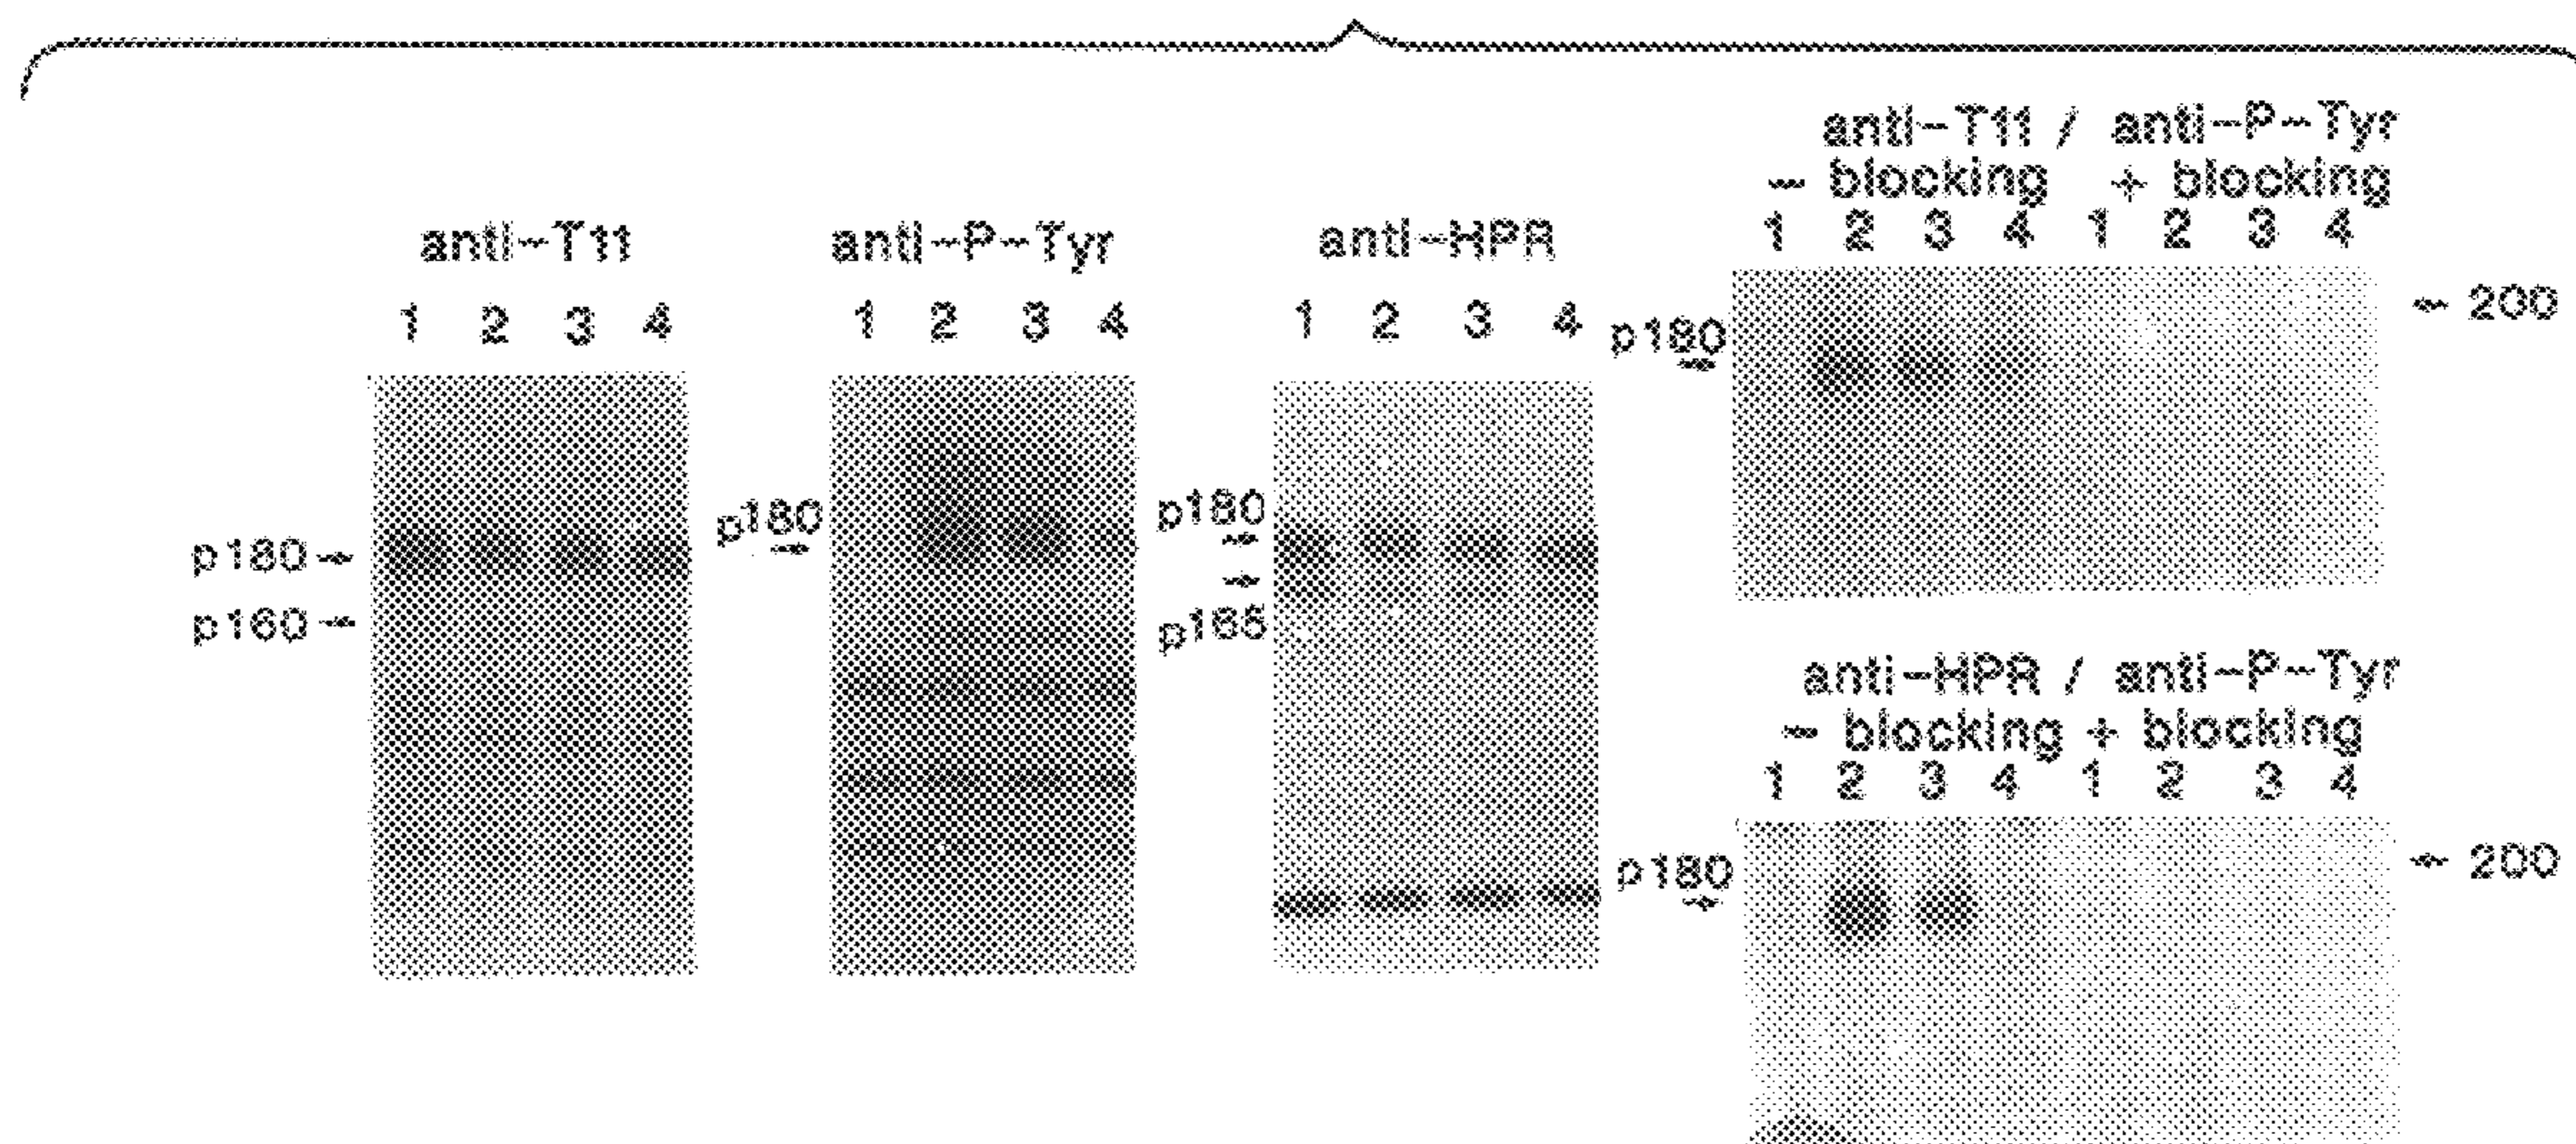 anti-T11
1 2 3 4
p180
p160
anti-P-Tyr
1 2 3 4
p180
anti-HPR
1 2 3 4
p180
p165
anti-T11 / anti-P-Tyr
- blocking + blocking
1 2 3 4 1 2 3 4
p180
200
anti-HPR / anti-P-Tyr
- blocking + blocking
1 2 3 4 1 2 3 4
p180
200